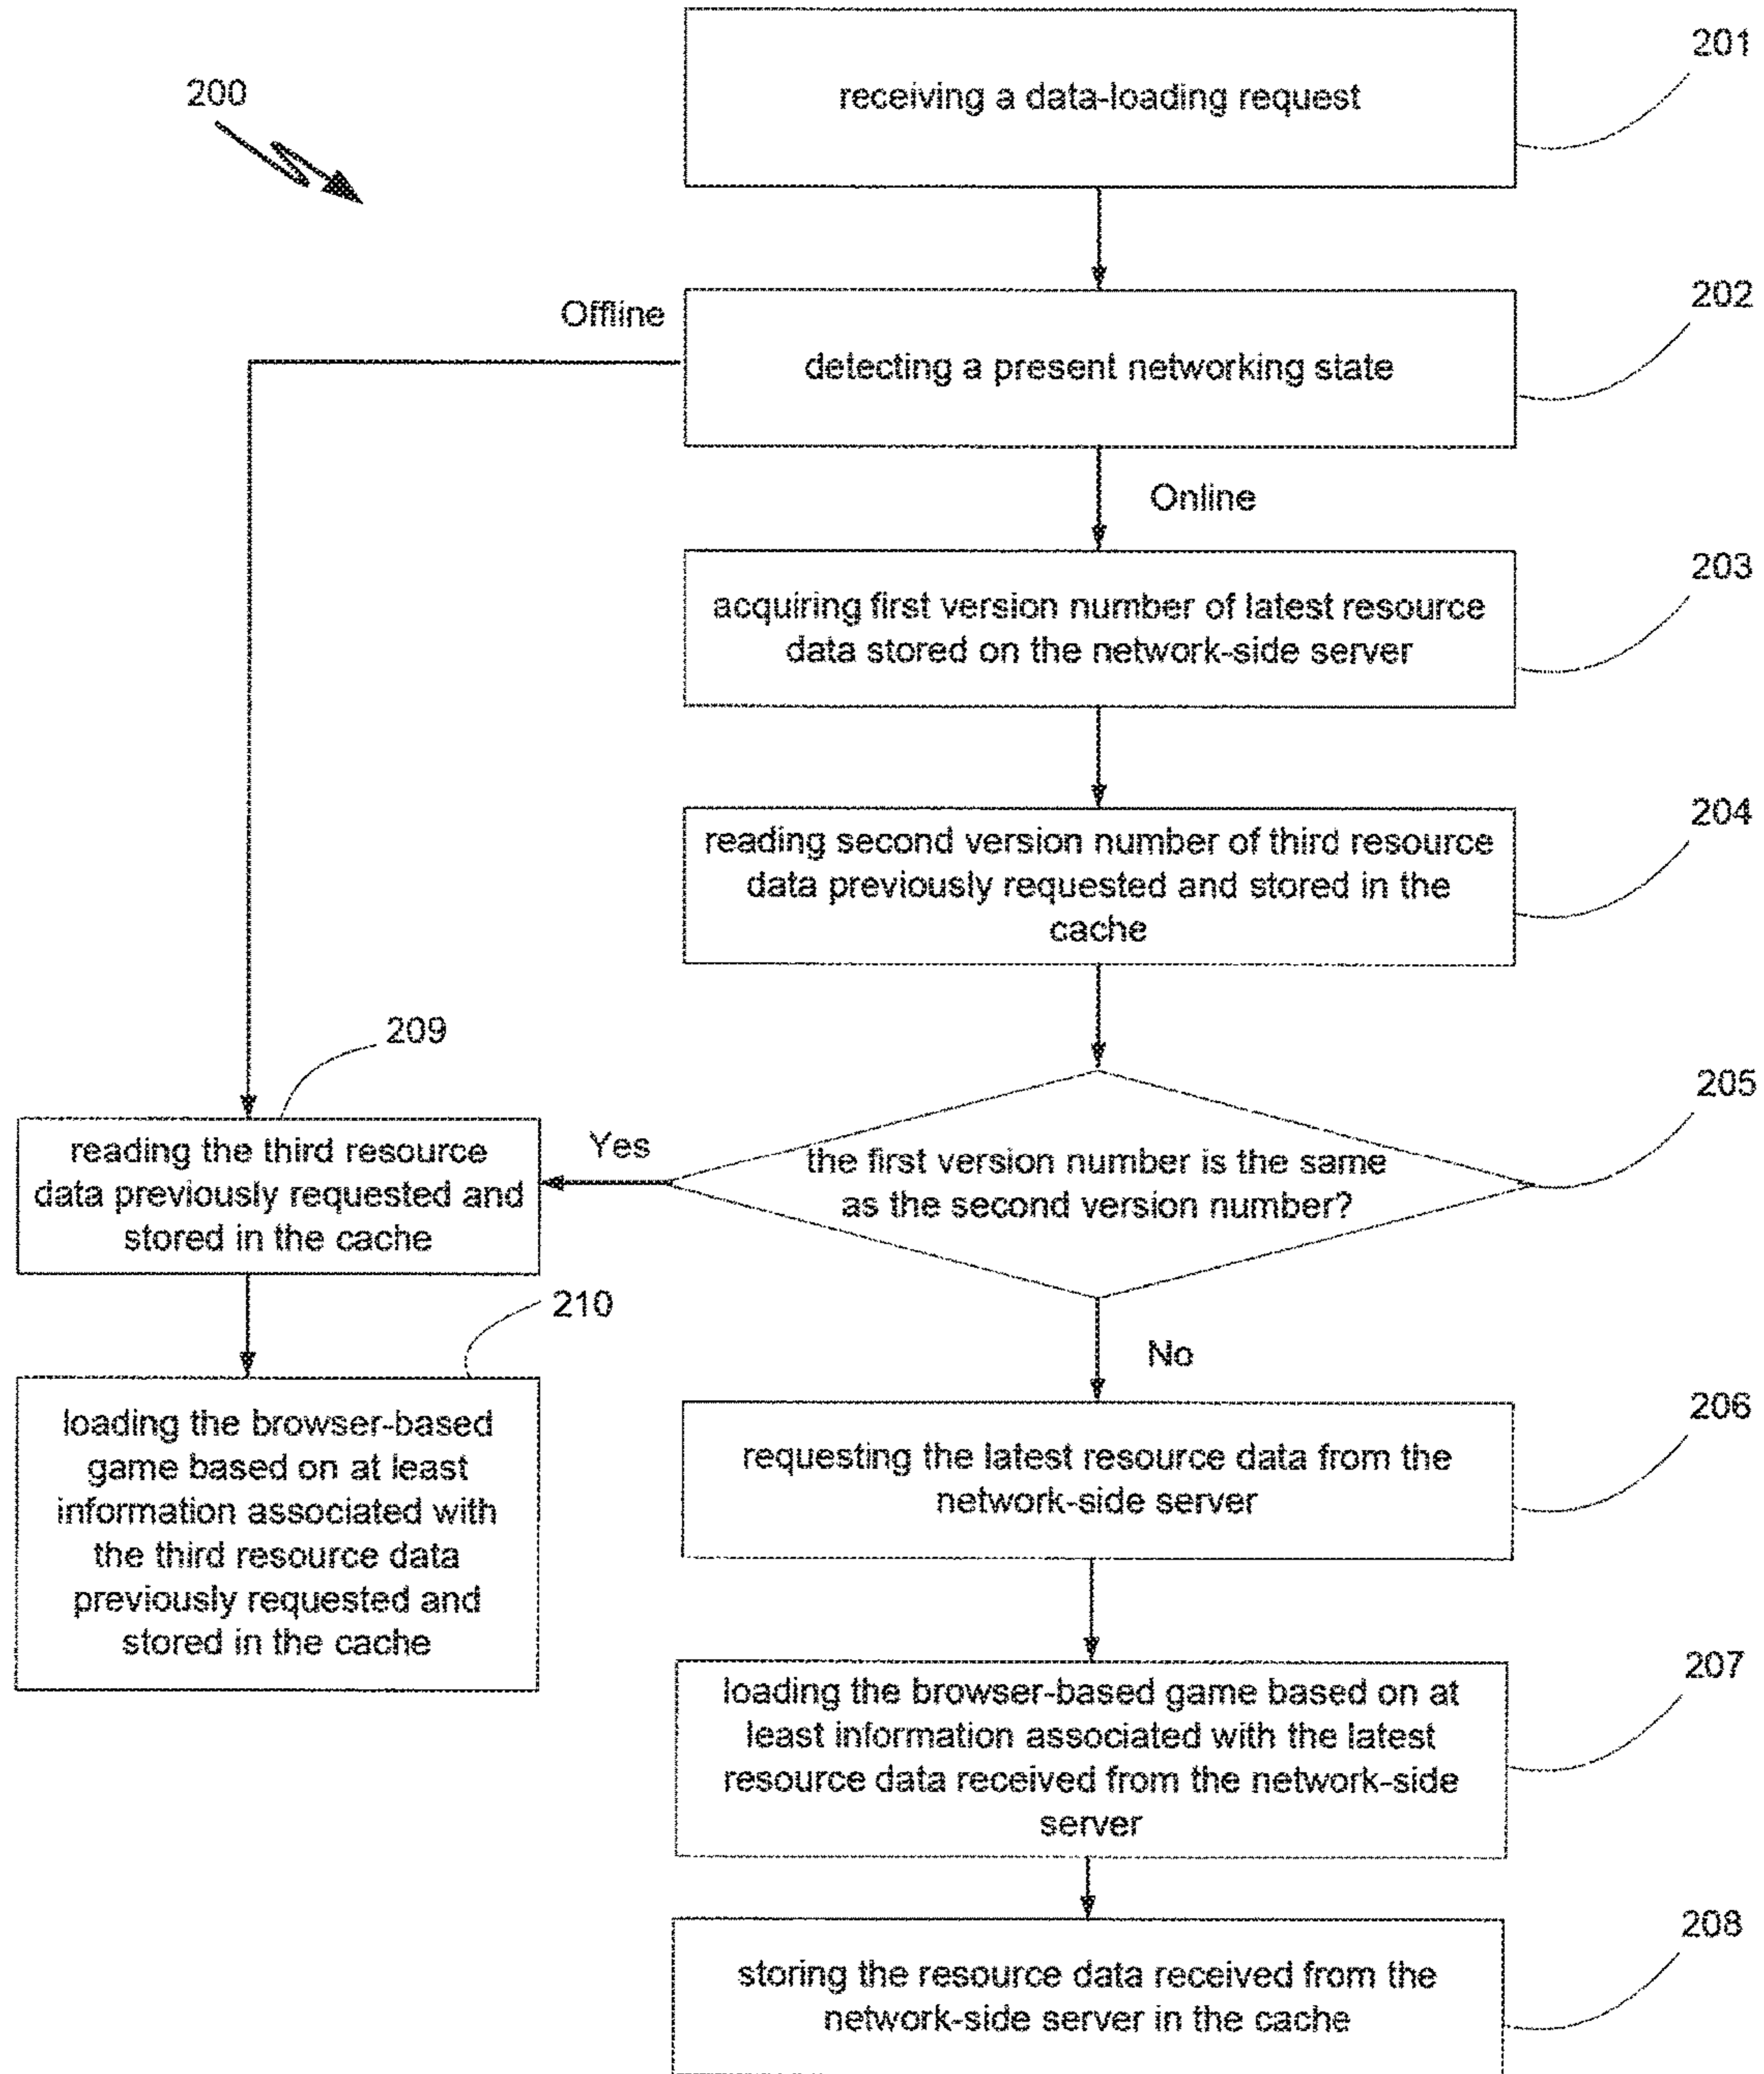 201
receiving a data-loading request
200
Offline
202
detecting a present networking state
Online
203
acquiring first version number of latest resource
data stored on the network-side server
204
reading second version number of third resource
data previously requested and stored in the
cache
209
205
reading the third resource
data previously requested and
stored in the cache
Yes
the first version number is the same
as the second version number?
210
No
loading the browser-based
game based on at least
information associated with
the third resource data
previously requested and
stored in the cache
206
requesting the latest resource data from the
network-side server
207
loading the browser-based game based on at
least information associated with the latest
resource data received from the network-side
server
208
storing the resource data received from the
network-side server in the cache